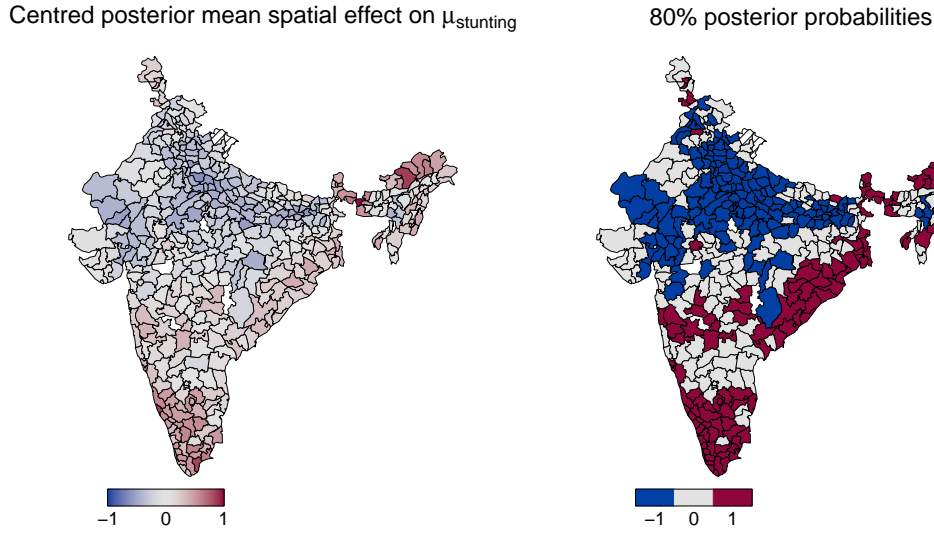 Centred posterior mean spatial effect on μstunting
80% posterior probabilities
−1 0 1
−1 0 1